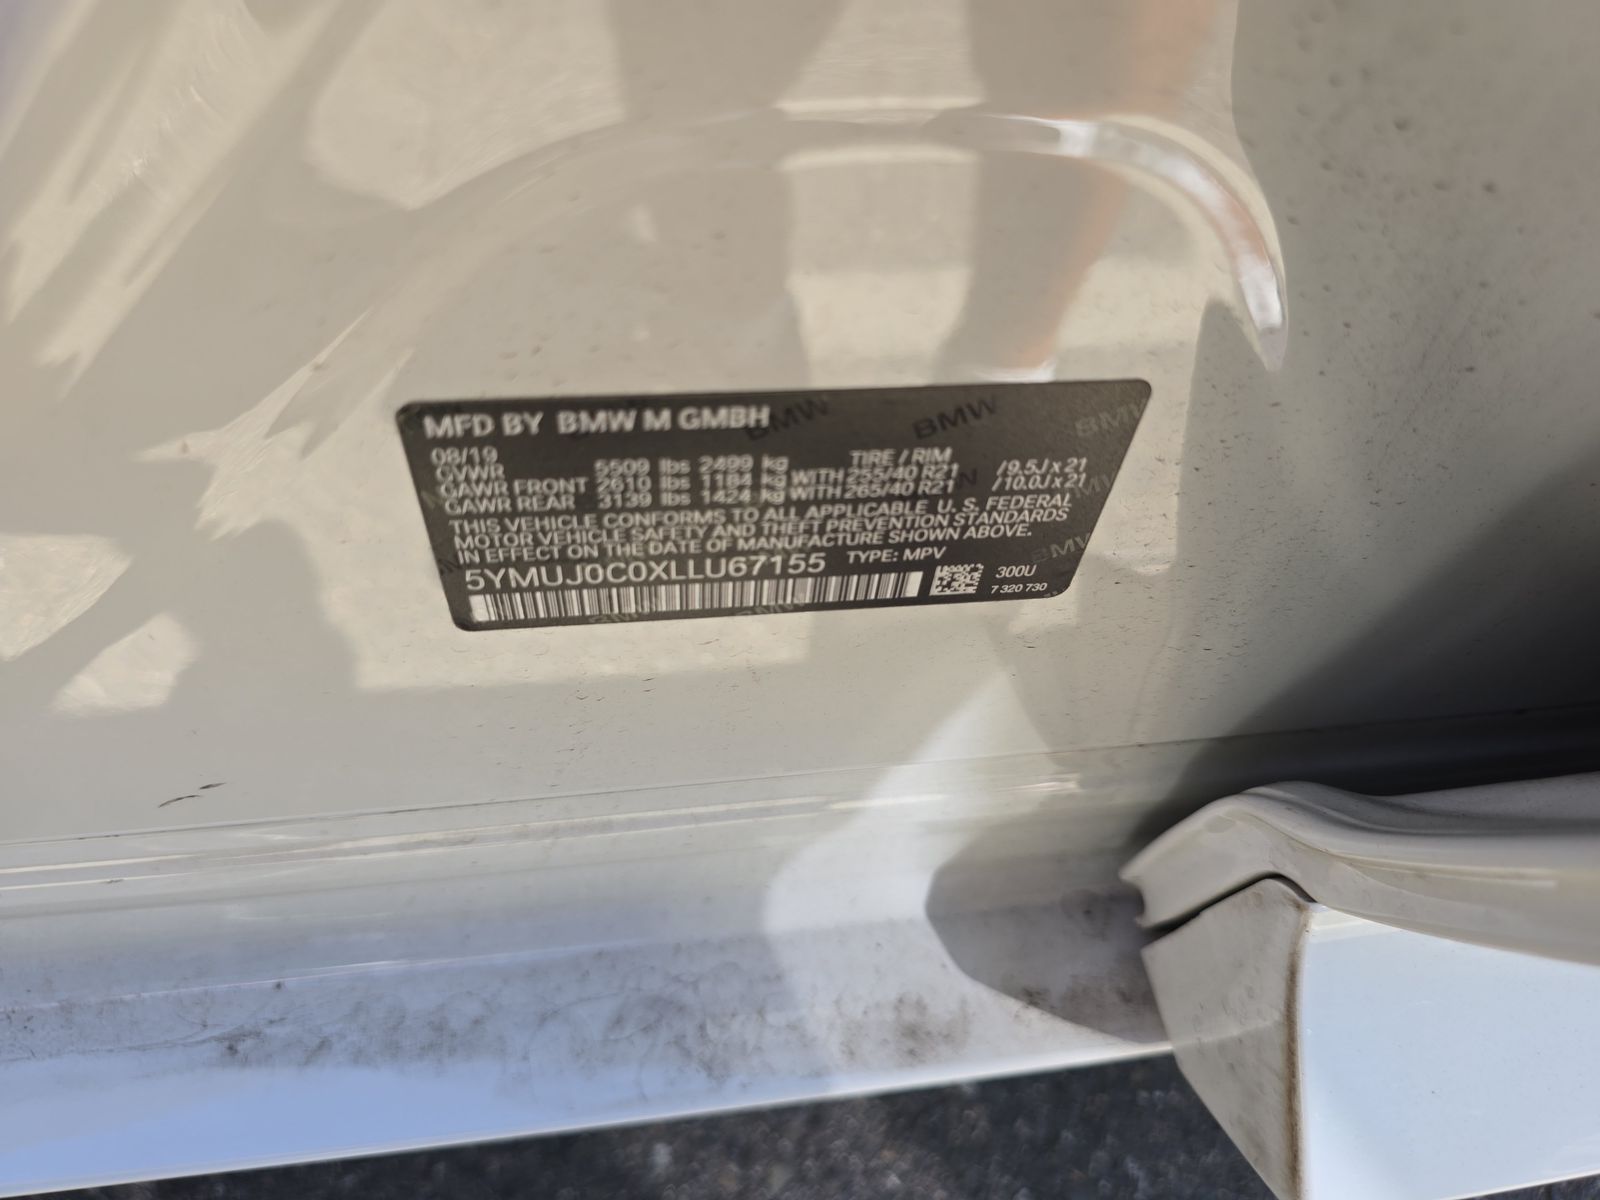 MFD BY BMW M GMBH
08/19
TIRE / RIM
GVWR 5509 lbs 2499 kg
GAWR FRONT 2610 lbs 1184 kg WITH 255/40 R21 /9.5J x 21
GAWR REAR 3139 lbs 1424 kg WITH 265/40 R21 /10.0J x 21
THIS VEHICLE CONFORMS TO ALL APPLICABLE U. S. FEDERAL
MOTOR VEHICLE SAFETY AND THEFT PREVENTION STANDARDS
IN EFFECT ON THE DATE OF MANUFACTURE SHOWN ABOVE.
5YMUJ0C0XLLU67155 TYPE: MPV
300U
7 320 730